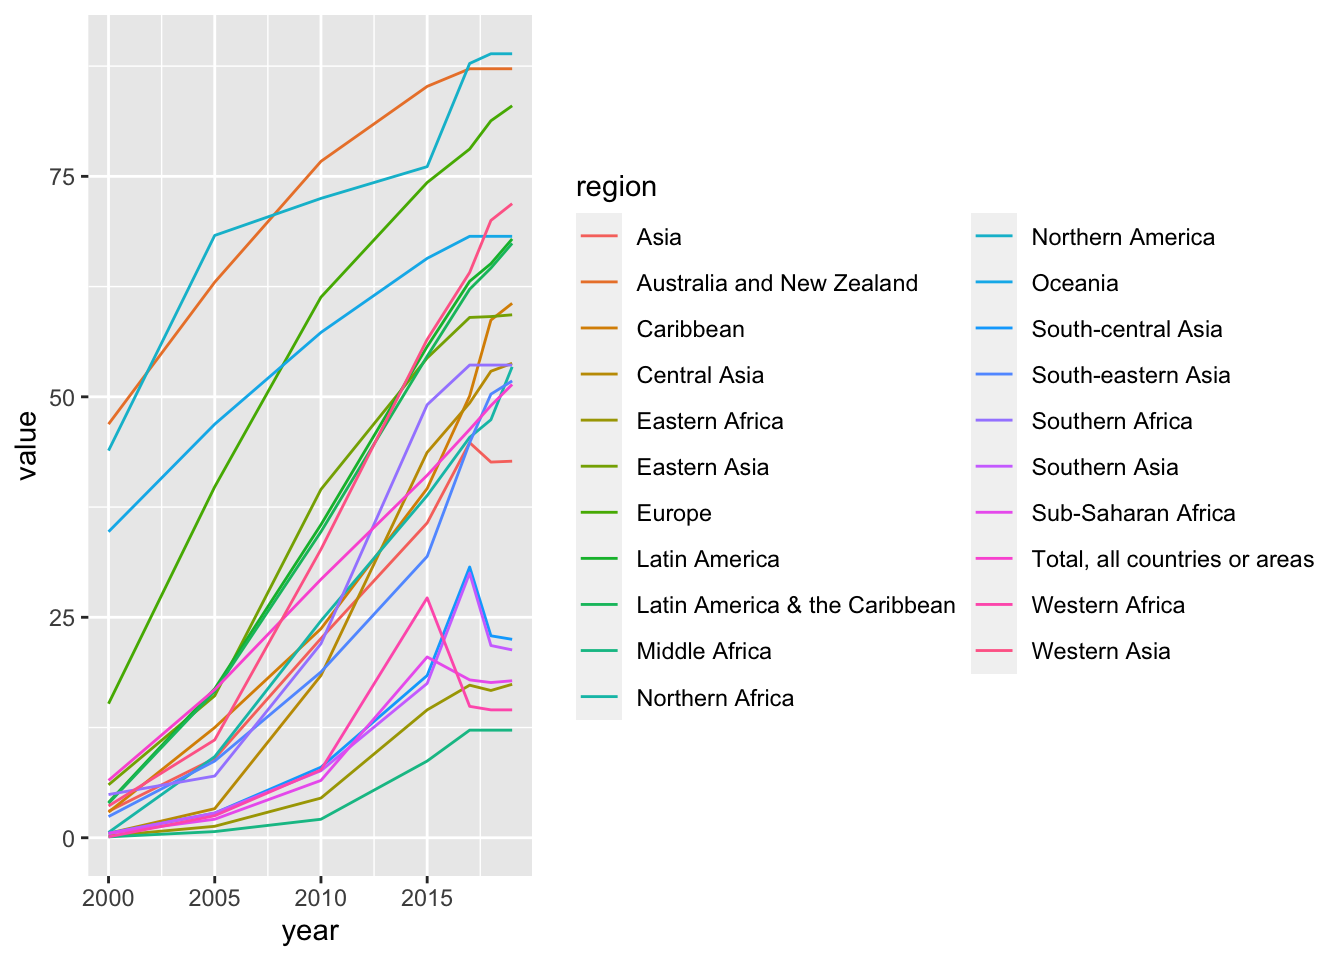 75
50
25
0
value
2000 2005 2010 2015
year
region
Asia
Australia and New Zealand
Caribbean
Central Asia
Eastern Africa
Eastern Asia
Europe
Latin America
Latin America & the Caribbean
Middle Africa
Northern Africa
Northern America
Oceania
South-central Asia
South-eastern Asia
Southern Africa
Southern Asia
Sub-Saharan Africa
Total, all countries or areas
Western Africa
Western Asia